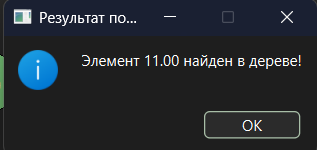 Результат по...
Элемент 11.00 найден в дереве!
OK